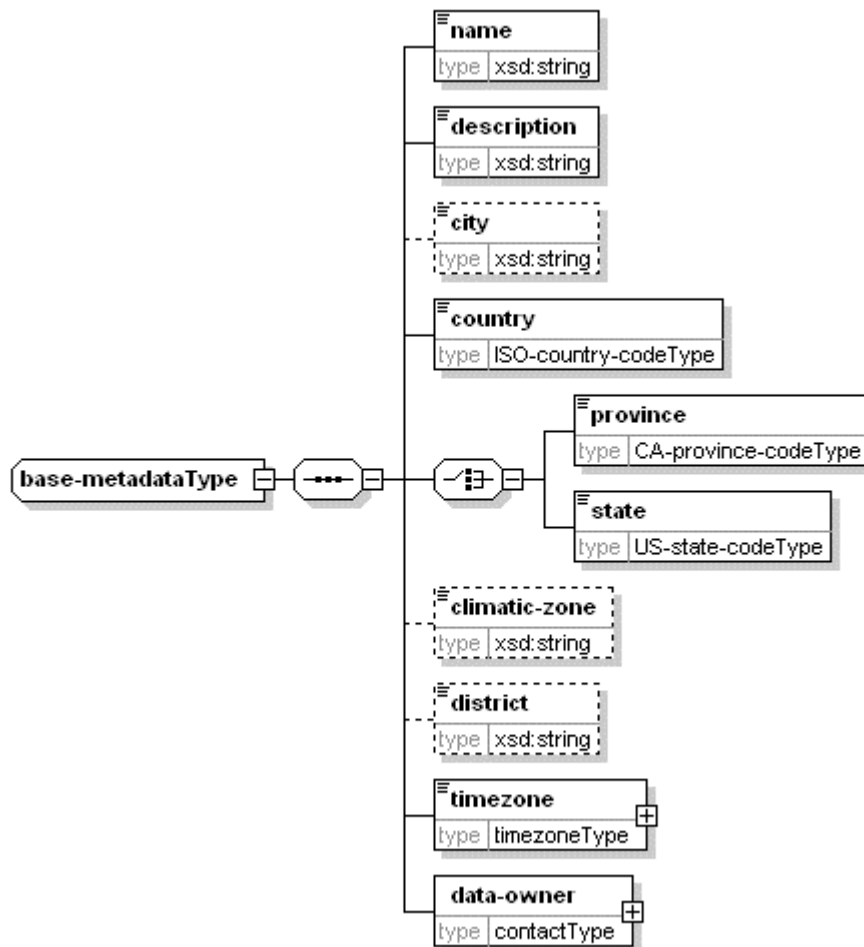 name
type xsd:string
description
type xsd:string
city
type xsd:string
country
type ISO-country-codeType
province
type CA-province-codeType
base-metadataType
state
type US-state-codeType
climatic-zone
type xsd:string
district
type xsd:string
timezone
type timezoneType
data-owner
type contactType